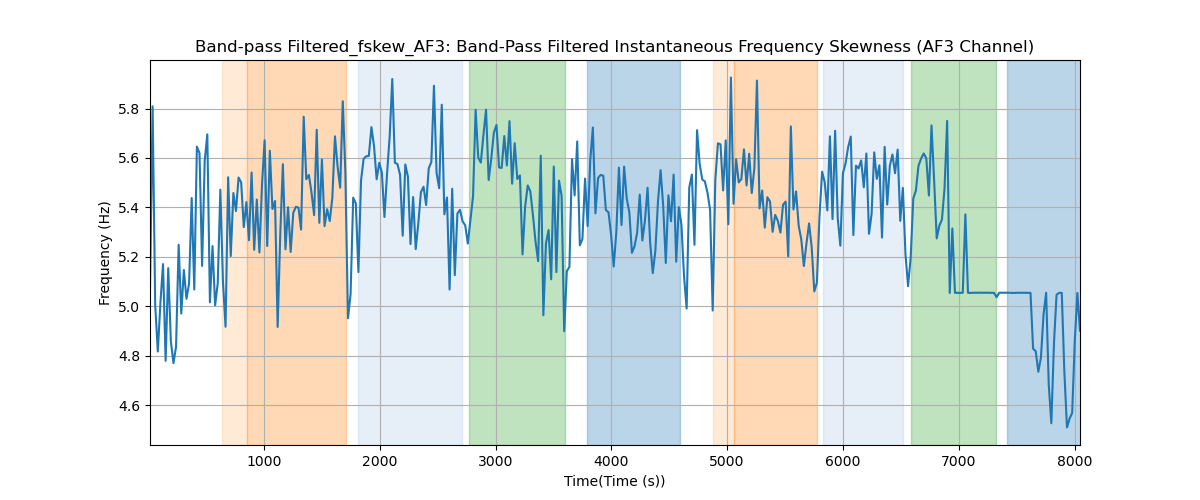 Band-pass Filtered_fskew_AF3: Band-Pass Filtered Instantaneous Frequency Skewness (AF3 Channel)
Frequency (Hz)
5.8
5.6
5.4
5.2
5.0
4.8
4.6
1000 2000 3000 4000 5000 6000 7000 8000
Time(Time (s))